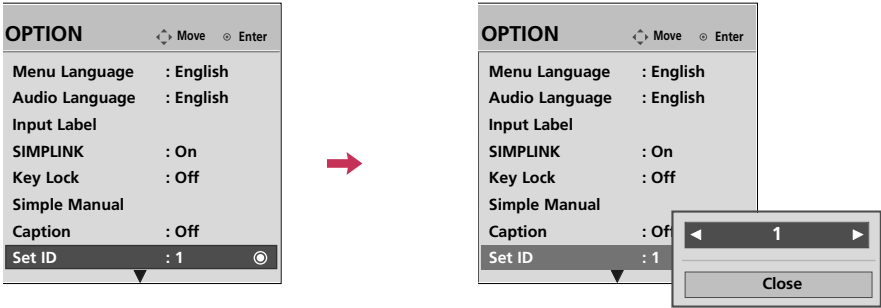 OPTION Move Enter
Menu Language : English
Audio Language : English
Input Label
SIMPLINK : On
Key Lock : Off
Simple Manual
Caption : Off
Set ID : 1
OPTION Move Enter
Menu Language : English
Audio Language : English
Input Label
SIMPLINK : On
Key Lock : Off
Simple Manual
Caption : Of
Set ID : 1
◀ 1 ▶
Close